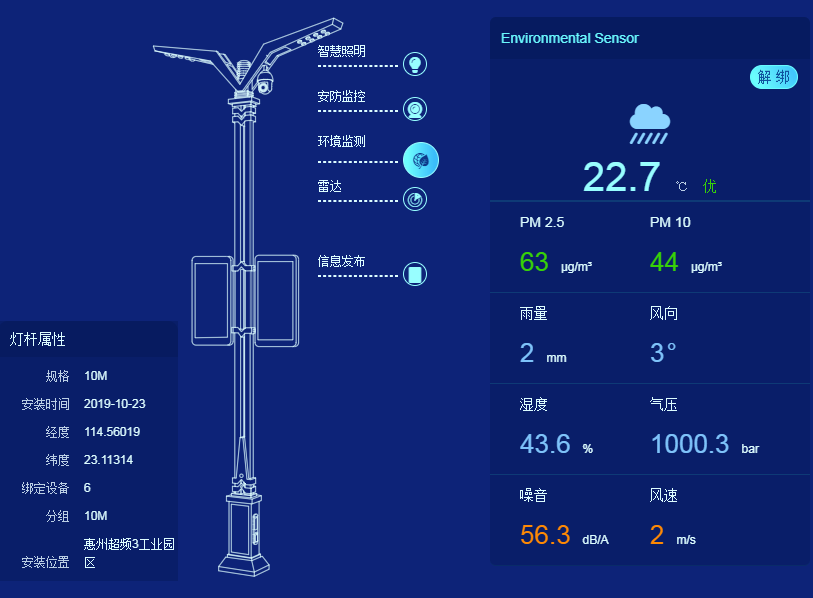 智慧照明
安防监控
环境监测
雷达
信息发布
灯杆属性
规格 10M
安装时间 2019-10-23
经度 114.56019
纬度 23.11314
绑定设备 6
分组 10M
安装位置 惠州超频3工业园
区
Environmental Sensor
解 绑
22.7 ℃ 优
PM 2.5 PM 10
63 μg/m³ 44 μg/m³
雨量 风向
2 mm 3°
湿度 气压
43.6 % 1000.3 bar
噪音 风速
56.3 dB/A 2 m/s